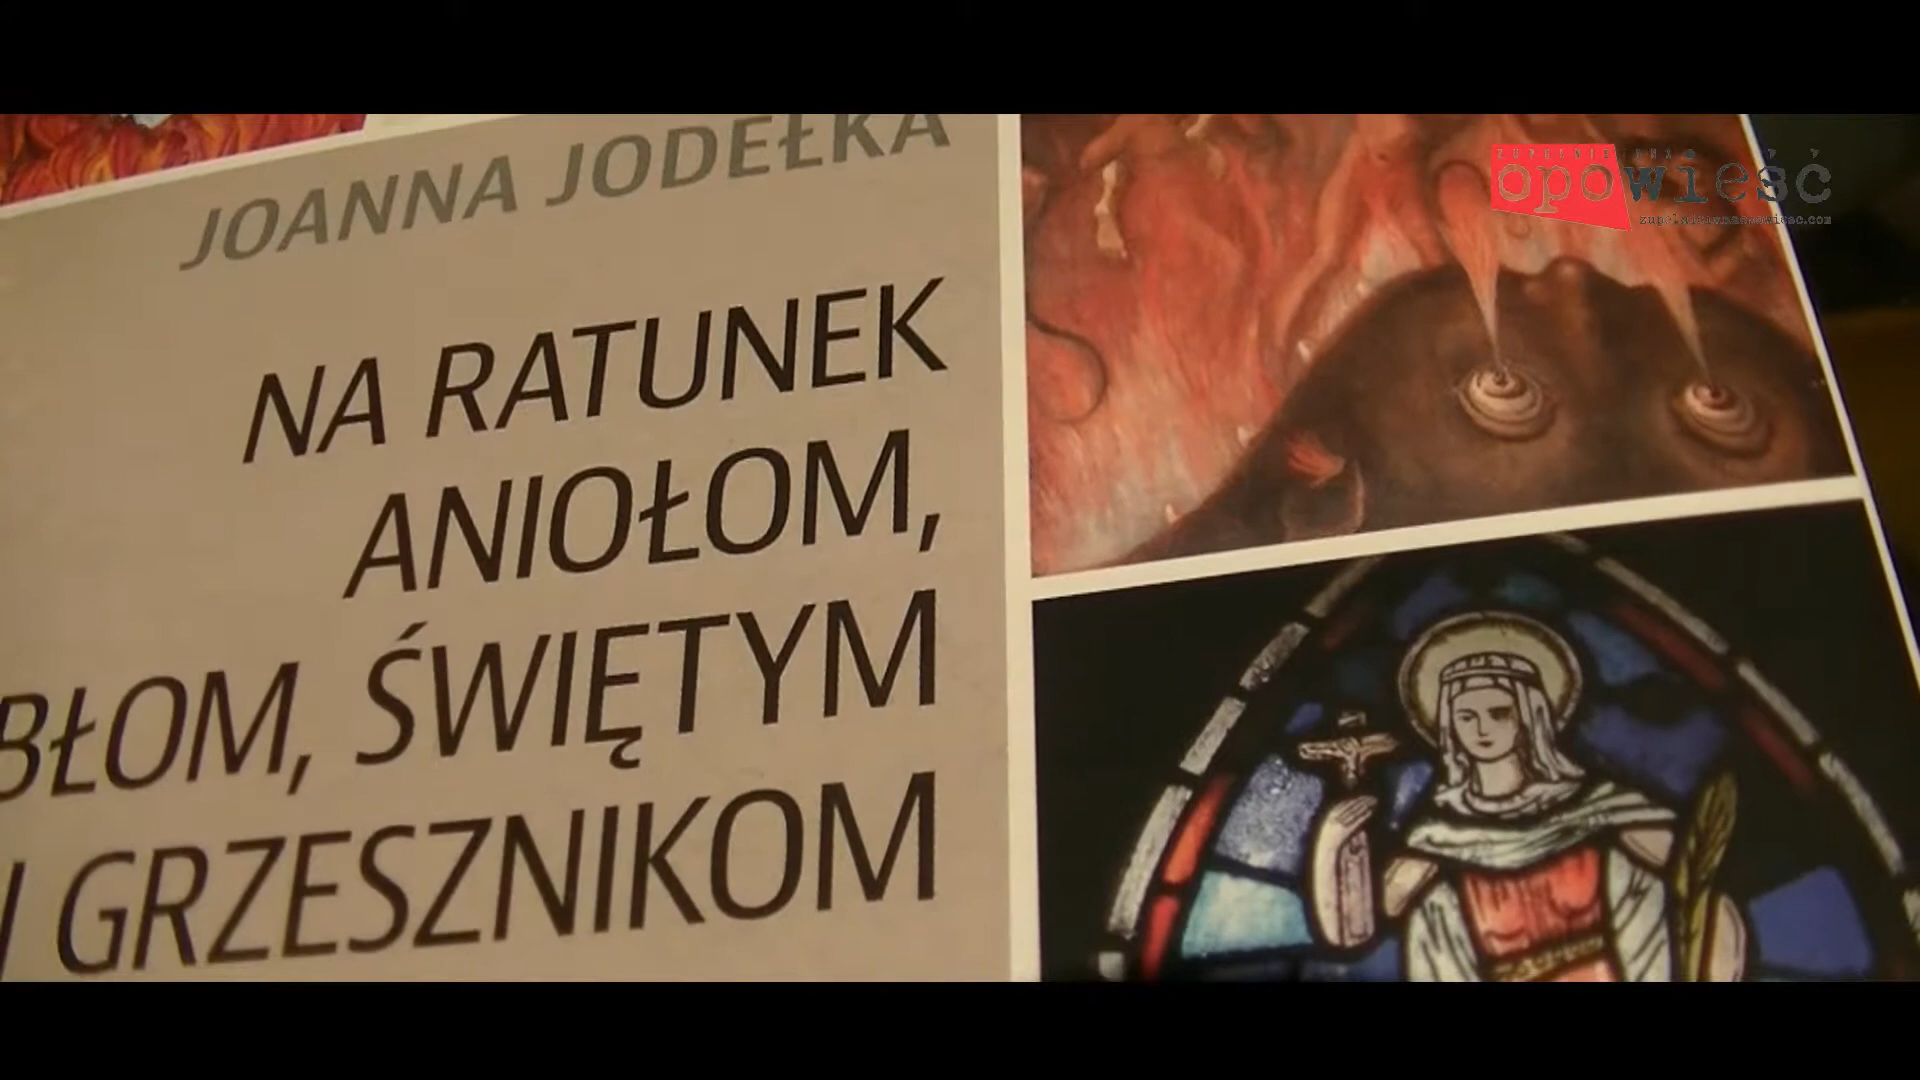 JOANNA JODEŁKA
NA RATUNEK
ANIOŁOM,
BŁOM, ŚWIĘTYM
I GRZESZNIKOM
opowieść